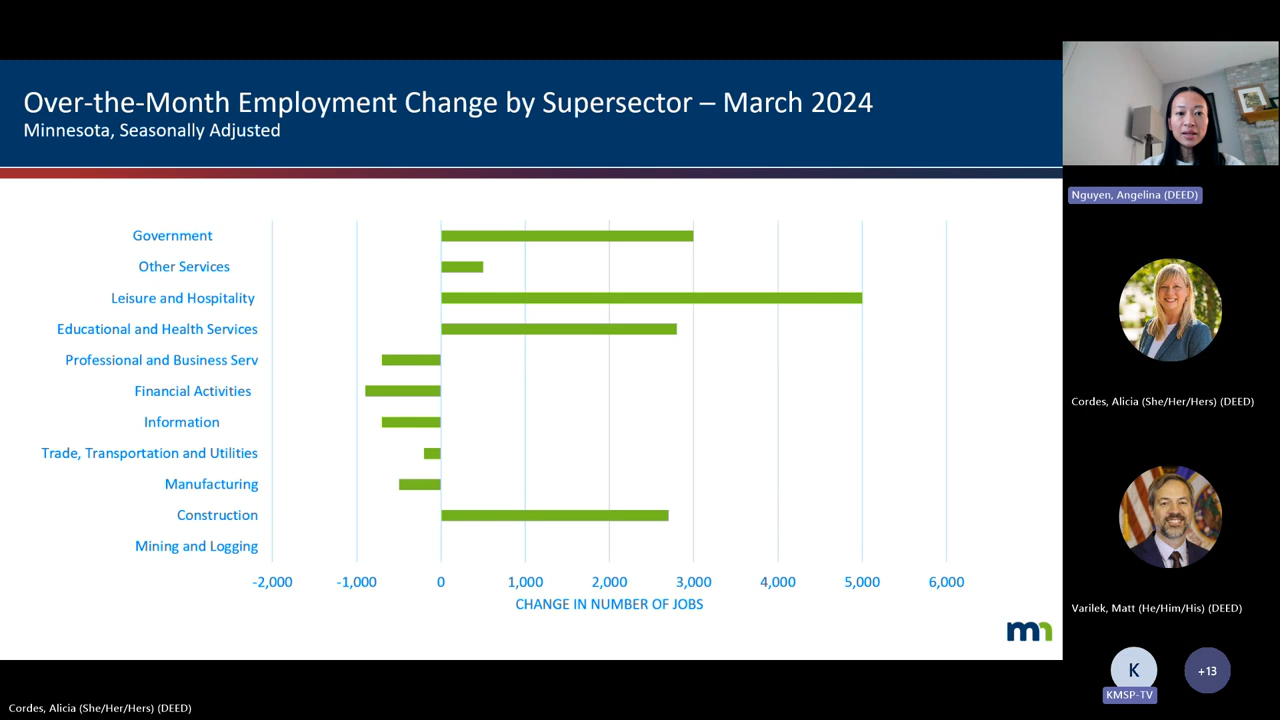 Over-the-Month Employment Change by Supersector – March 2024
Minnesota, Seasonally Adjusted
Government
Other Services
Leisure and Hospitality
Educational and Health Services
Professional and Business Serv
Financial Activities
Information
Trade, Transportation and Utilities
Manufacturing
Construction
Mining and Logging
-2,000 -1,000 0 1,000 2,000 3,000 4,000 5,000 6,000
CHANGE IN NUMBER OF JOBS
mn
Nguyen, Angelina (DEED)
Cordes, Alicia (She/Her/Hers) (DEED)
Varilek, Matt (He/Him/His) (DEED)
K
+13
KMSP-TV
Cordes, Alicia (She/Her/Hers) (DEED)